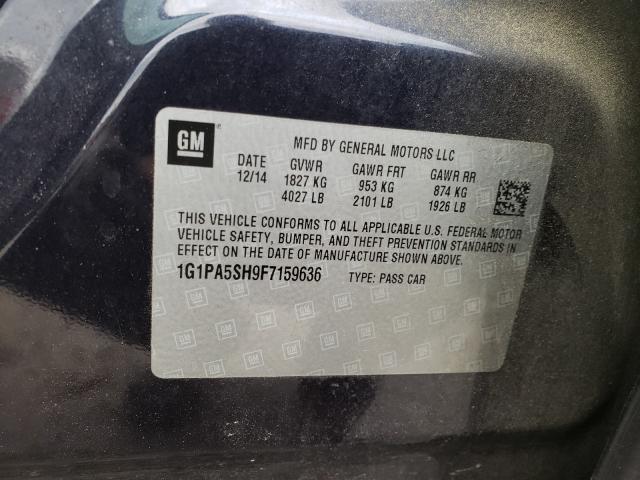 GM
MFD BY GENERAL MOTORS LLC
DATE GVWR GAWR FRT GAWR RR
12/14 1827 KG 953 KG 874 KG
4027 LB 2101 LB 1926 LB
THIS VEHICLE CONFORMS TO ALL APPLICABLE U.S. FEDERAL MOTOR
VEHICLE SAFETY, BUMPER, AND THEFT PREVENTION STANDARDS IN
EFFECT ON THE DATE OF MANUFACTURE SHOWN ABOVE.
1G1PA5SH9F7159636 TYPE: PASS CAR